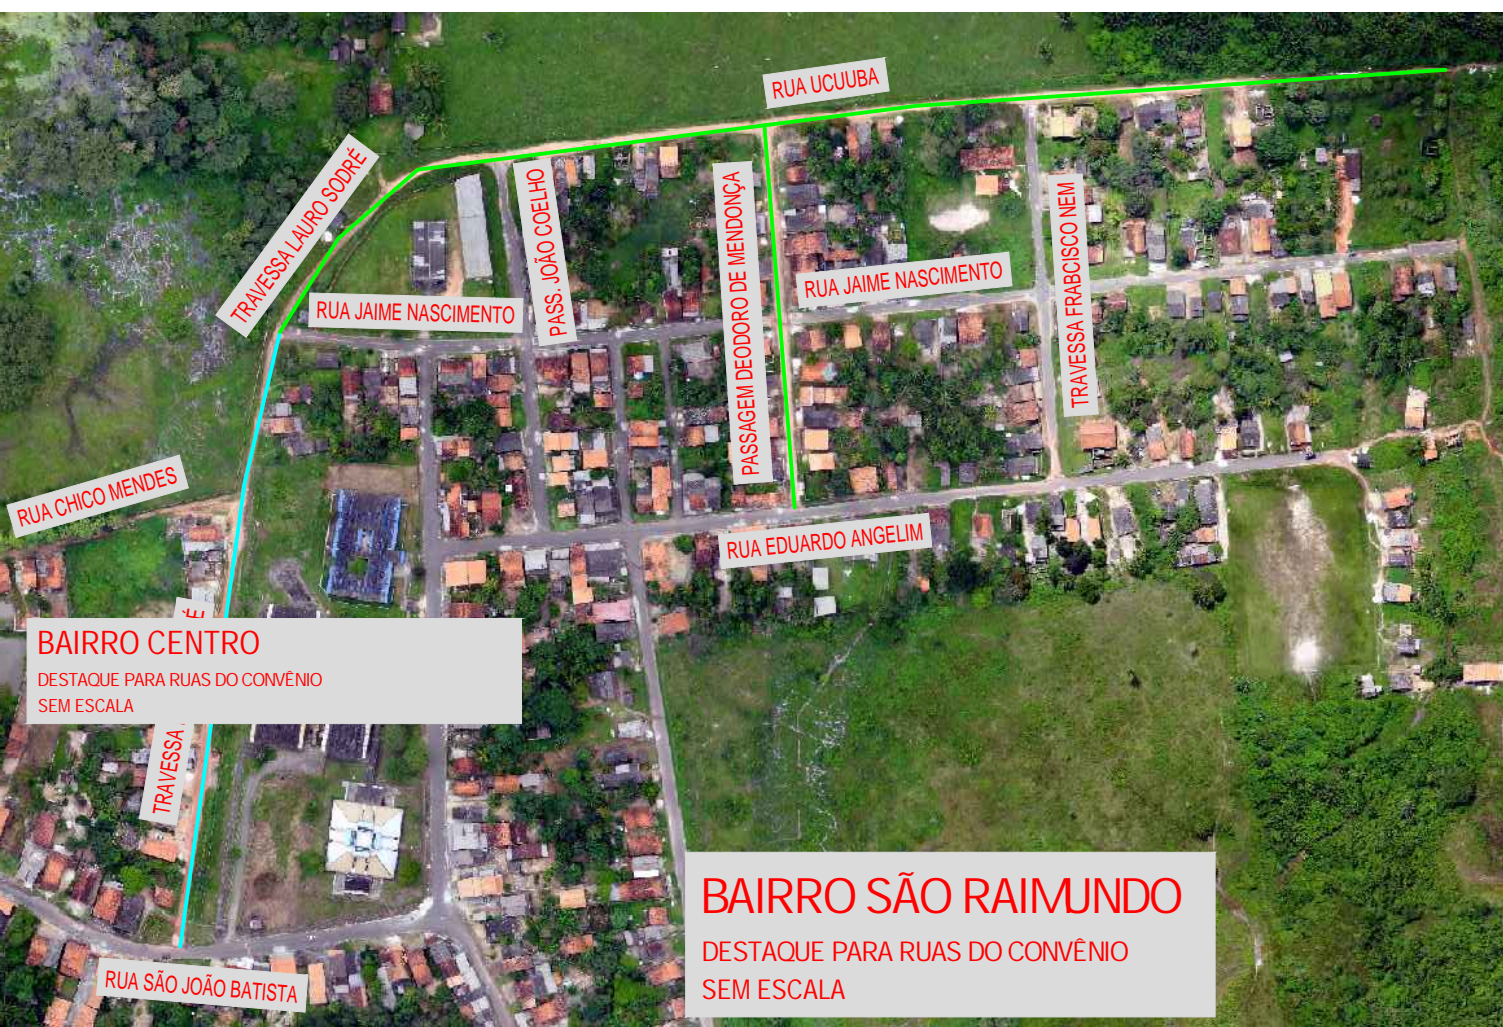 RUA UCUUBA
TRAVESSA LAURO SODRÉ
PASS. JOÃO COELHO
PASSAGEM DEODORO DE MENDONÇA
TRAVESSA FRABCISCO NEM
RUA JAIME NASCIMENTO
RUA JAIME NASCIMENTO
RUA CHICO MENDES
RUA EDUARDO ANGELIM
TRAVESSA
BAIRRO CENTRO
DESTAQUE PARA RUAS DO CONVÊNIO
SEM ESCALA
BAIRRO SÃO RAIMUNDO
DESTAQUE PARA RUAS DO CONVÊNIO
SEM ESCALA
RUA SÃO JOÃO BATISTA